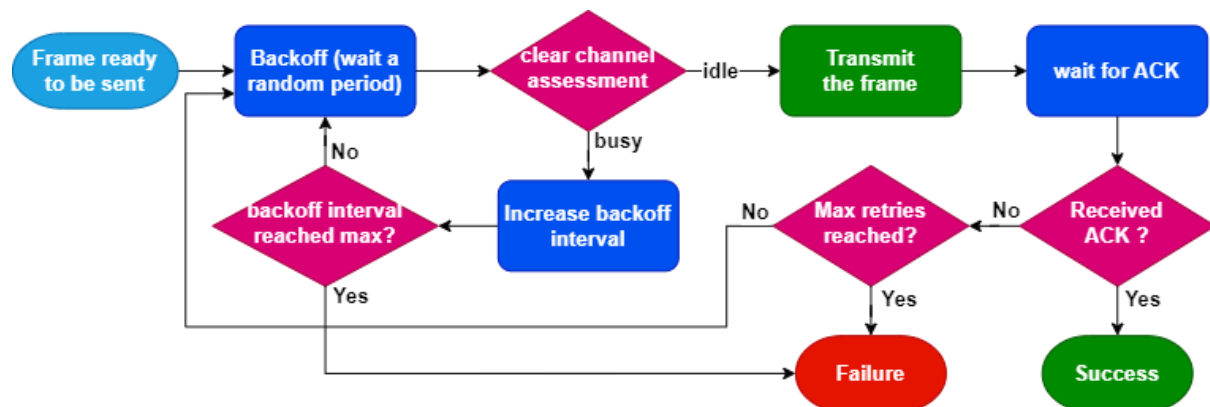 Frame ready
to be sent
Backoff (wait a
random period)
clear channel
assessment
idle
Transmit
the frame
wait for ACK
busy
No
backoff interval
reached max?
Increase backoff
interval
No
Max retries
reached?
No
Received
ACK ?
Yes
Yes
Yes
Failure
Success